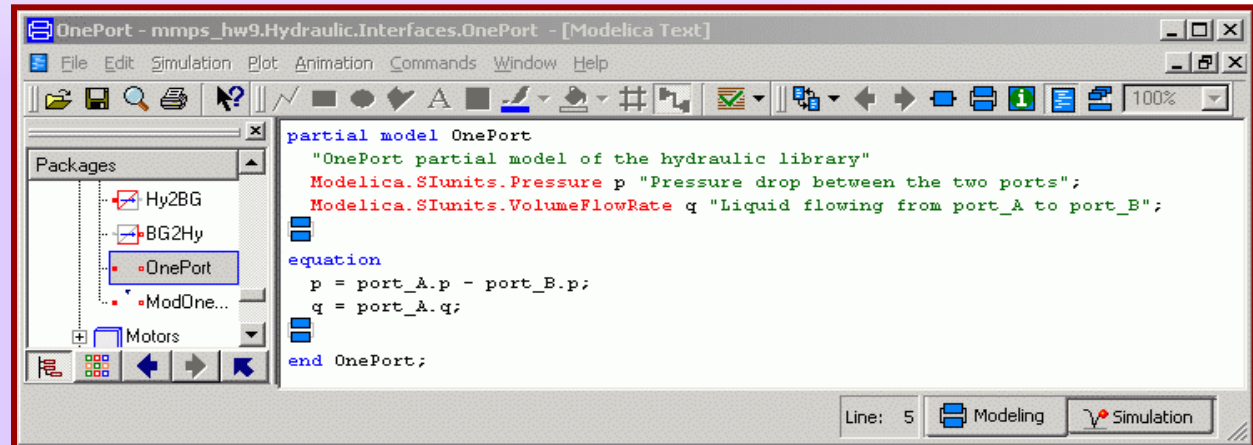 OnePort - mmps_hw9.Hydraulic.Interfaces.OnePort - [Modelica Text]
File Edit Simulation Plot Animation Commands Window Help
100%
Packages
Hy2BG
BG2Hy
OnePort
ModOne...
Motors
partial model OnePort
"OnePort partial model of the hydraulic library"
Modelica.SIunits.Pressure p "Pressure drop between the two ports";
Modelica.SIunits.VolumeFlowRate q "Liquid flowing from port_A to port_B";
equation
p = port_A.p - port_B.p;
q = port_A.q;
end OnePort;
Line: 5 Modeling Simulation